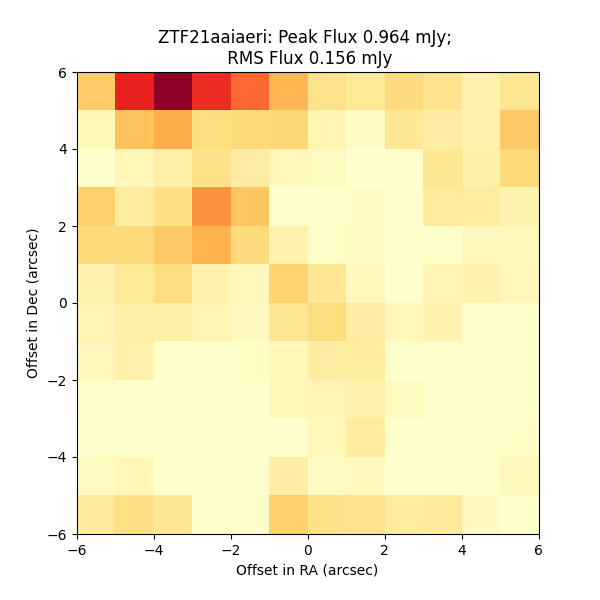 ZTF21aaiaeri: Peak Flux 0.964 mJy;
RMS Flux 0.156 mJy
6
4
2
0
−2
−4
−6
Offset in Dec (arcsec)
−6 −4 −2 0 2 4 6
Offset in RA (arcsec)